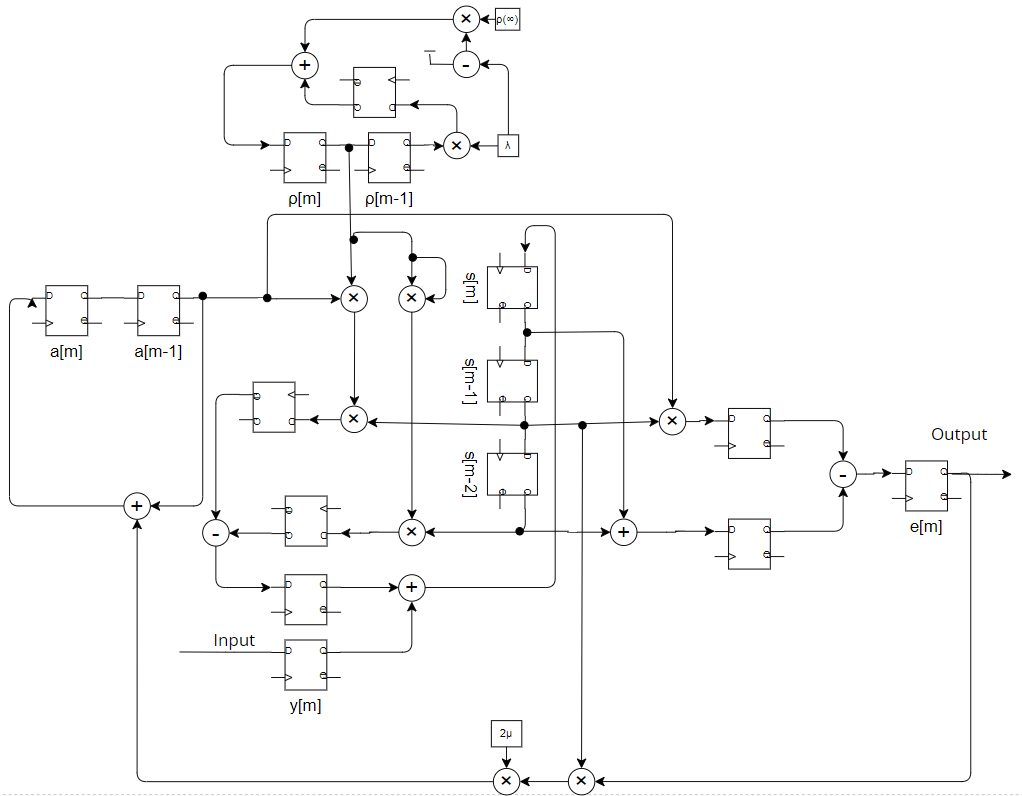 ρ(∞)
λ
ρ[m]
ρ[m-1]
s[m]
a[m]
a[m-1]
s[m-1]
s[m-2]
Output
e[m]
Input
y[m]
2μ